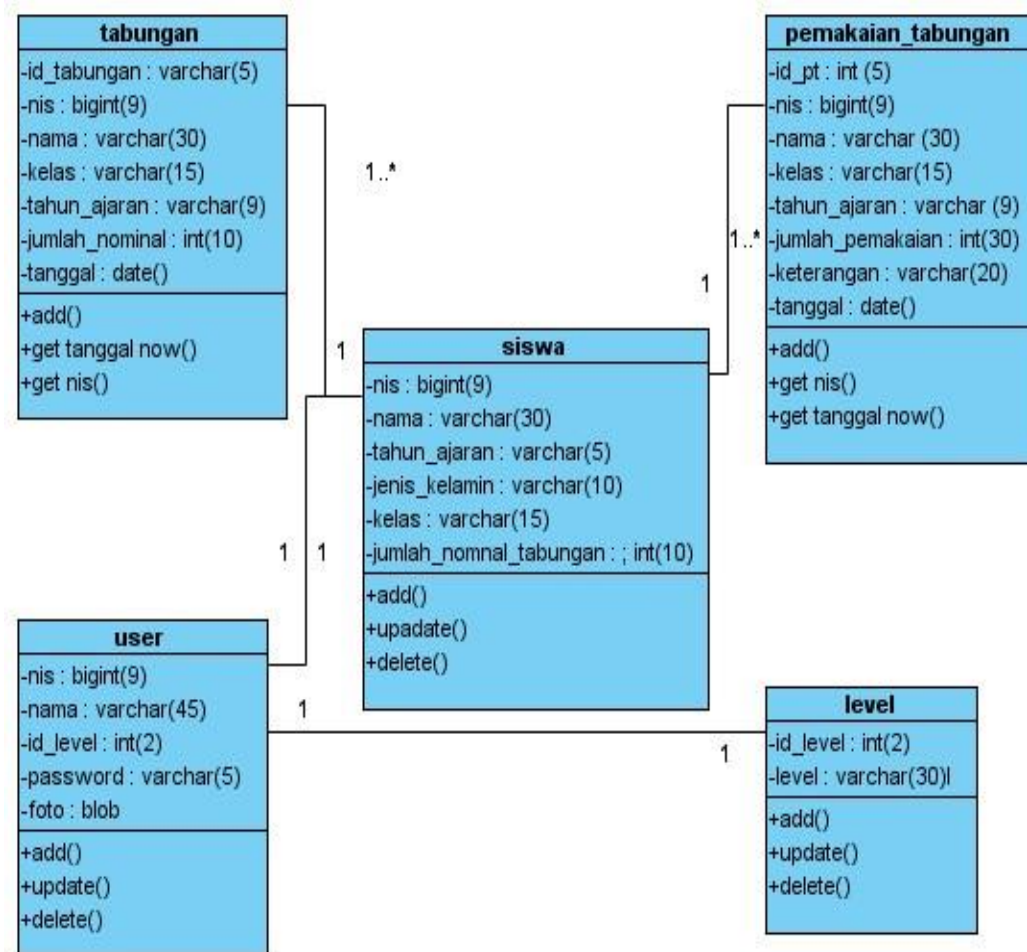 tabungan
-id_tabungan : varchar(5)
-nis : bigint(9)
-nama : varchar(30)
-kelas : varchar(15)
-tahun_ajaran : varchar(9)
-jumlah_nominal : int(10)
-tanggal : date()
+add()
+get tanggal now()
+get nis()
pemakaian_tabungan
-id_pt : int (5)
-nis : bigint(9)
-nama : varchar (30)
-kelas : varchar(15)
-tahun_ajaran : varchar (9)
-jumlah_pemakaian : int(30)
-keterangan : varchar(20)
-tanggal : date()
+add()
+get nis()
+get tanggal now()
1..*
1..*
1
1
siswa
-nis : bigint(9)
-nama : varchar(30)
-tahun_ajaran : varchar(5)
-jenis_kelamin : varchar(10)
-kelas : varchar(15)
-jumlah_nomnal_tabungan : ; int(10)
+add()
+upadate()
+delete()
1
1
user
-nis : bigint(9)
-nama : varchar(45)
-id_level : int(2)
-password : varchar(5)
-foto : blob
+add()
+update()
+delete()
1
1
level
-id_level : int(2)
-level : varchar(30)l
+add()
+update()
+delete()